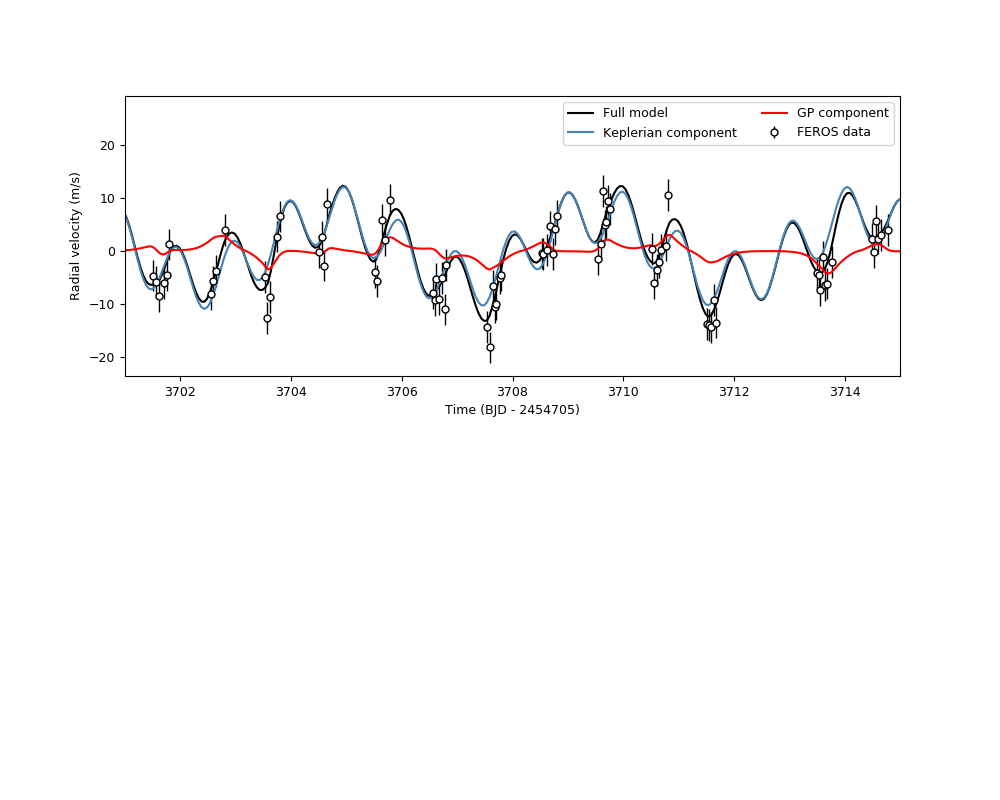 Full model
Keplerian component
GP component
FEROS data
Radial velocity (m/s)
20
10
0
−10
−20
3702 3704 3706 3708 3710 3712 3714
Time (BJD - 2454705)